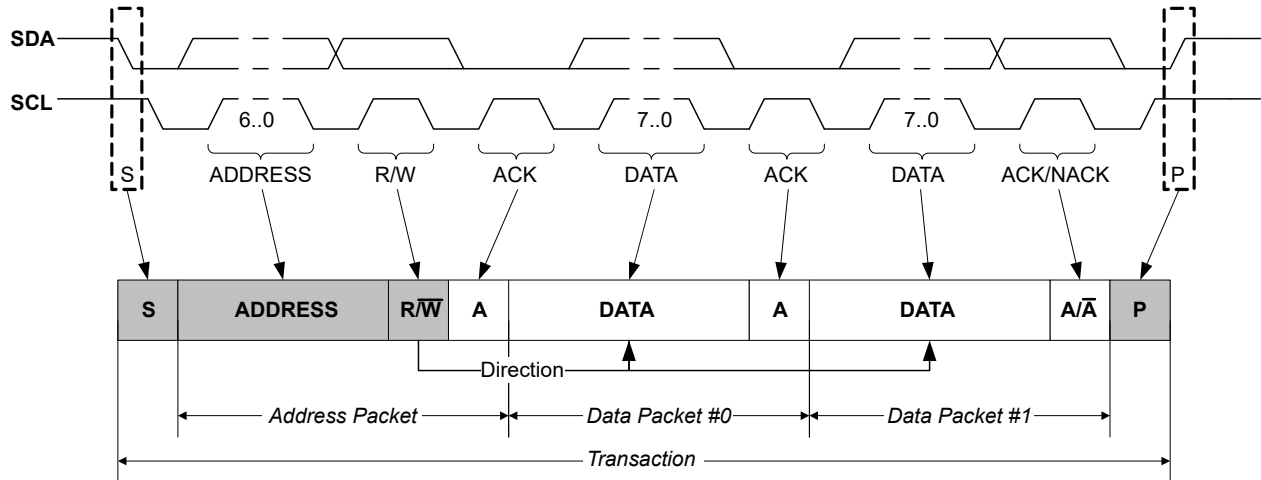 SDA
SCL
6..0 7..0 7..0
S ADDRESS R/W ACK DATA ACK DATA ACK/NACK P
S ADDRESS R/W̅ A DATA A DATA A/A̅ P
Direction
Address Packet Data Packet #0 Data Packet #1
Transaction